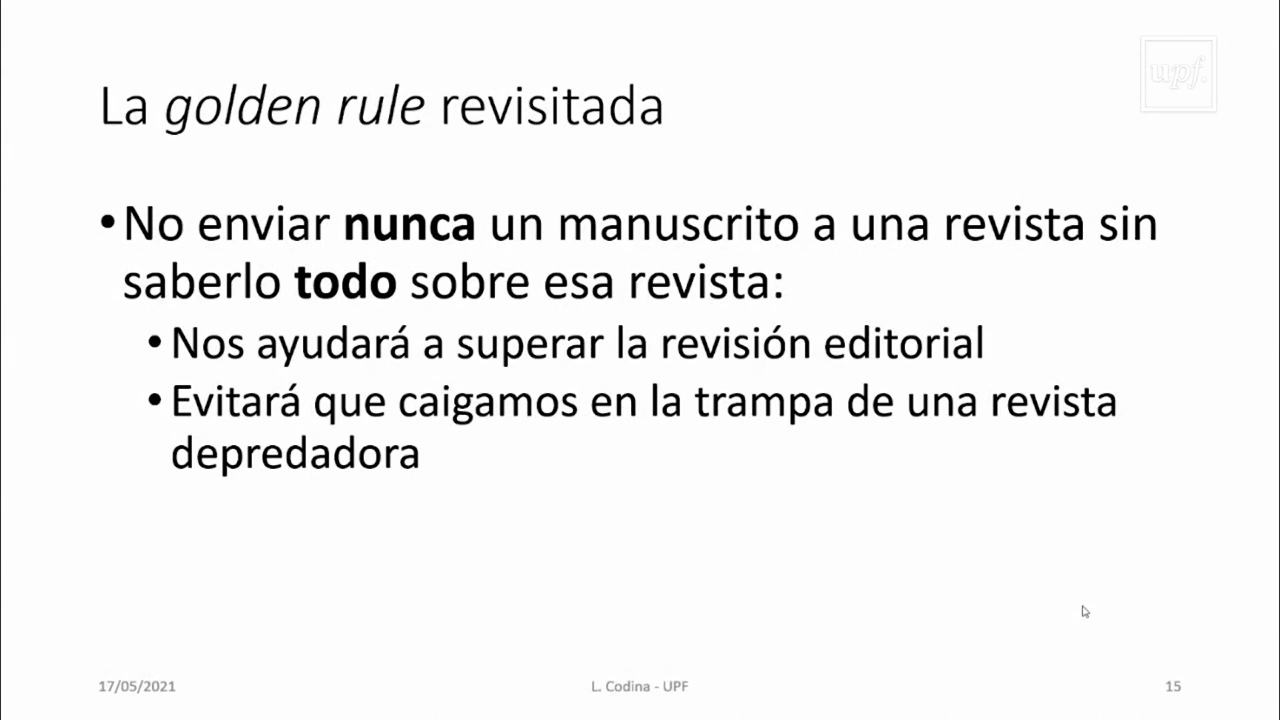 upf.
La golden rule revisitada
• No enviar nunca un manuscrito a una revista sin
saberlo todo sobre esa revista:
• Nos ayudará a superar la revisión editorial
• Evitará que caigamos en la trampa de una revista
depredadora
17/05/2021
L. Codina - UPF
15